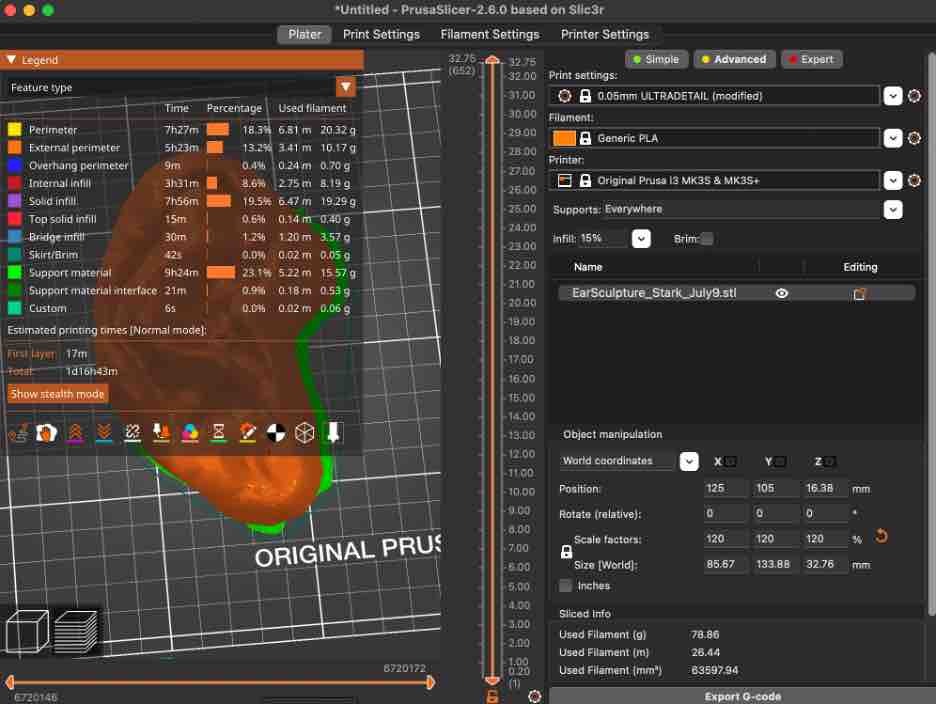 *Untitled - PrusaSlicer-2.6.0 based on Slic3r
Plater Print Settings Filament Settings Printer Settings
Legend
Feature type
Time Percentage Used filament
Perimeter 7h27m 18.3% 6.81 m 20.32 g
External perimeter 5h23m 13.2% 3.41 m 10.17 g
Overhang perimeter 9m 0.4% 0.24 m 0.70 g
Internal infill 3h31m 8.6% 2.75 m 8.19 g
Solid infill 7h56m 19.5% 6.47 m 19.29 g
Top solid infill 15m 0.6% 0.14 m 0.40 g
Bridge infill 30m 1.2% 1.20 m 3.57 g
Skirt/Brim 42s 0.0% 0.02 m 0.05 g
Support material 9h24m 23.1% 5.22 m 15.57 g
Support material interface 21m 0.9% 0.18 m 0.53 g
Custom 6s 0.0% 0.02 m 0.06 g
Estimated printing times [Normal mode]:
First layer: 17m
Total: 1d16h43m
Show stealth mode
ORIGINAL PRUS
6720172
6720146
32.75
(652)
32.75
32.00
31.00
30.00
29.00
28.00
27.00
26.00
25.00
24.00
23.00
22.00
21.00
20.00
19.00
18.00
17.00
16.00
15.00
14.00
13.00
12.00
11.00
10.00
9.00
8.00
7.00
6.00
5.00
4.00
3.00
2.00
1.00
0.20
(1)
Simple Advanced Expert
Print settings:
0.05mm ULTRADETAIL (modified)
Filament:
Generic PLA
Printer:
Original Prusa i3 MK3S & MK3S+
Supports: Everywhere
Infill: 15% Brim:
Name Editing
EarSculpture_Stark_July9.stl
Object manipulation
World coordinates X Y Z
Position: 125 105 16.38 mm
Rotate (relative): 0 0 0 °
Scale factors: 120 120 120 %
Size [World]: 85.67 133.88 32.76 mm
Inches
Sliced Info
Used Filament (g) 78.86
Used Filament (m) 26.44
Used Filament (mm³) 63597.94
Export G-code